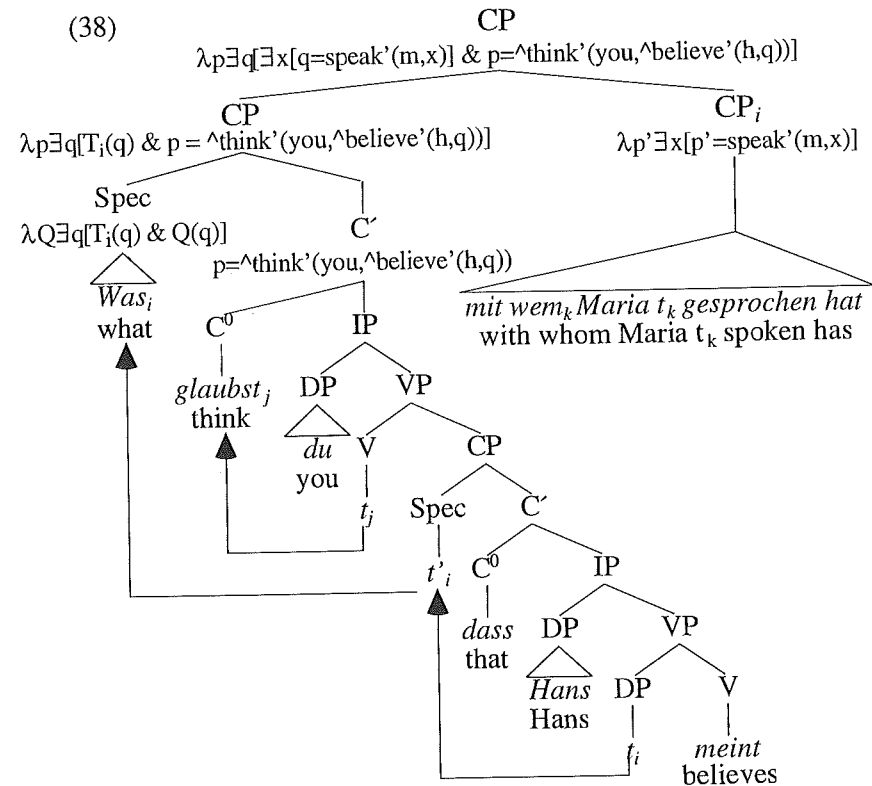 (38)
CP
λp∃q[∃x[q=speak’(m,x)] & p=^think’(you,^believe’(h,q))]
CP CPᵢ
λp∃q[Tᵢ(q) & p = ^think’(you,^believe’(h,q))] λp’∃x[p’=speak’(m,x)]
Spec C′
λQ∃q[Tᵢ(q) & Q(q)]
p=^think’(you,^believe’(h,q))
Wasᵢ
what
C⁰ IP
mit wemₖ Maria tₖ gesprochen hat
with whom Maria tₖ spoken has
glaubstⱼ
think
DP VP
du
you
V CP
tⱼ
Spec C′
t’ᵢ
C⁰ IP
dass
that
DP VP
Hans
Hans
DP V
tᵢ
meint
believes